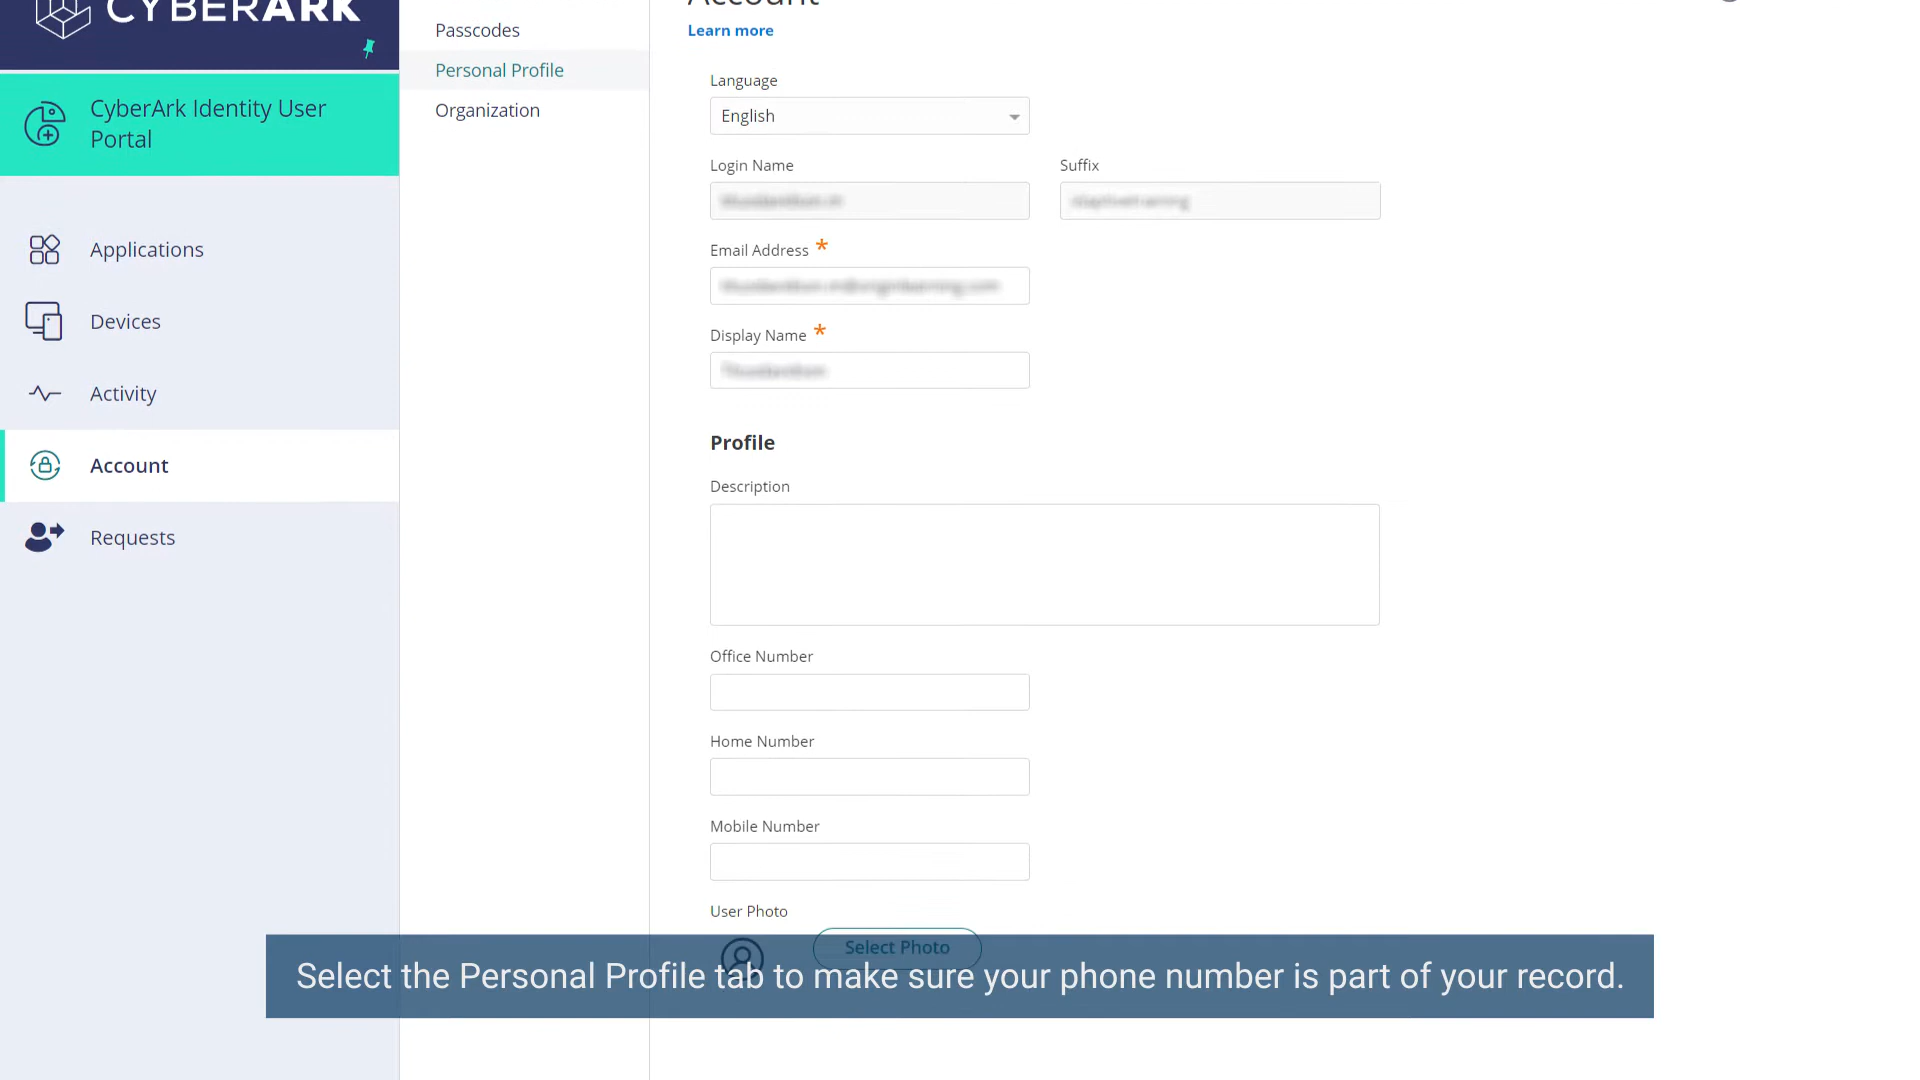 CYBERARK
CyberArk Identity User
Portal
Applications
Devices
Activity
Account
Requests
Passcodes
Personal Profile
Organization
Account
Learn more
Language
English
Login Name
Suffix
Email Address *
Display Name *
Profile
Description
Office Number
Home Number
Mobile Number
User Photo
Select Photo
Select the Personal Profile tab to make sure your phone number is part of your record.